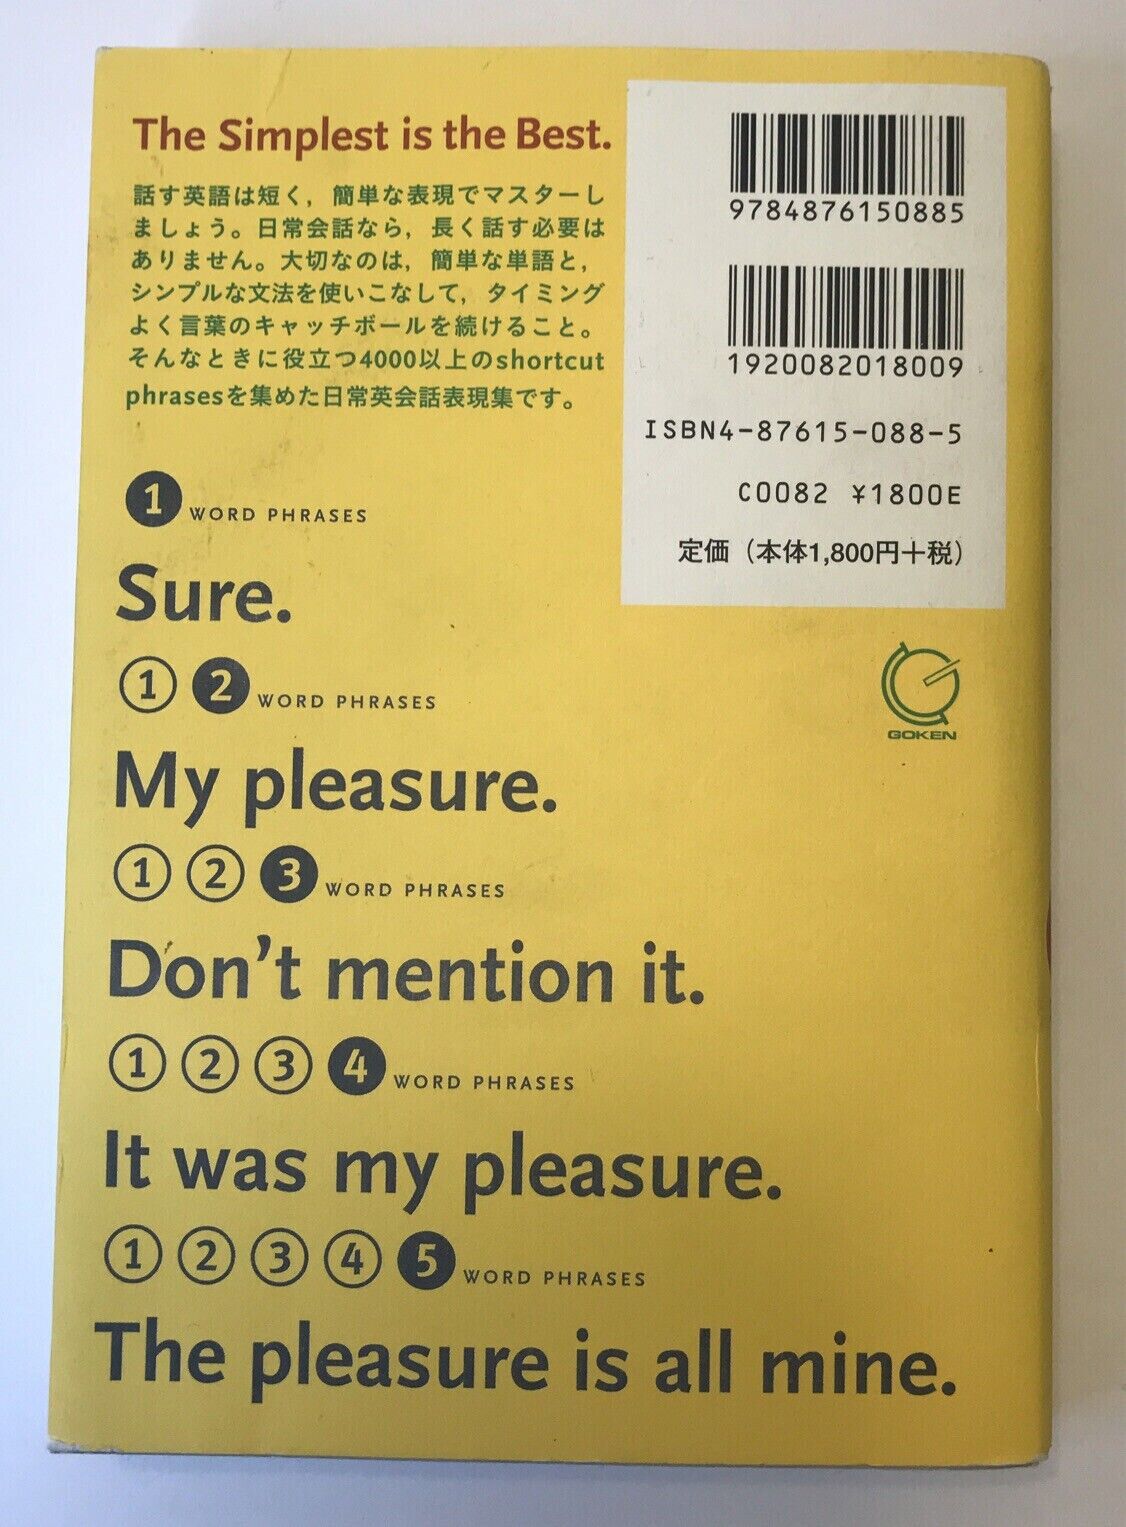 The Simplest is the Best.
話す英語は短く，簡単な表現でマスターし
ましょう。日常会話なら，長く話す必要は
ありません。大切なのは，簡単な単語と，
シンプルな文法を使いこなして，タイミング
よく言葉のキャッチボールを続けること。
そんなときに役立つ4000以上のshortcut
phrasesを集めた日常英会話表現集です。
9784876150885
1920082018009
ISBN4-87615-088-5
C0082 ¥1800E
定価（本体1,800円＋税）
GOKEN
1 WORD PHRASES
Sure.
1 2 WORD PHRASES
My pleasure.
1 2 3 WORD PHRASES
Don't mention it.
1 2 3 4 WORD PHRASES
It was my pleasure.
1 2 3 4 5 WORD PHRASES
The pleasure is all mine.